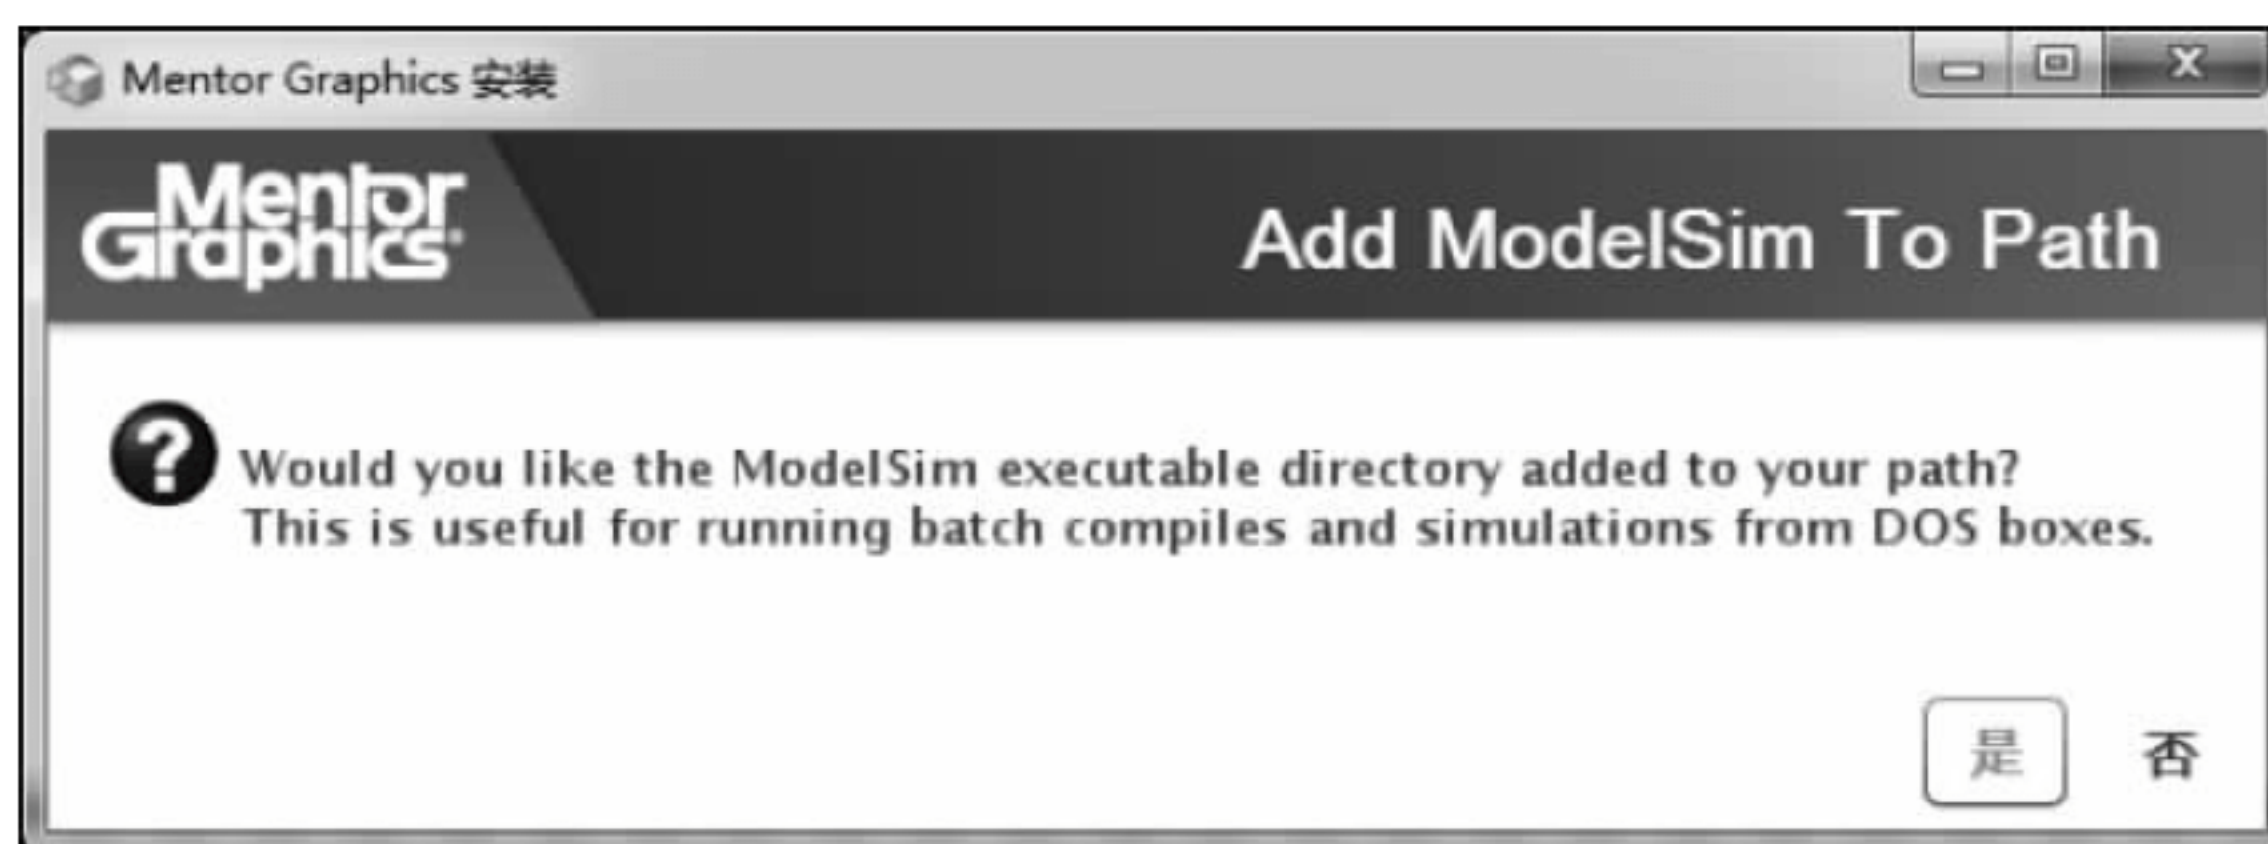 Mentor Graphics 安装
Mentor
Graphics
Add ModelSim To Path
Would you like the ModelSim executable directory added to your path?
This is useful for running batch compiles and simulations from DOS boxes.
是 否